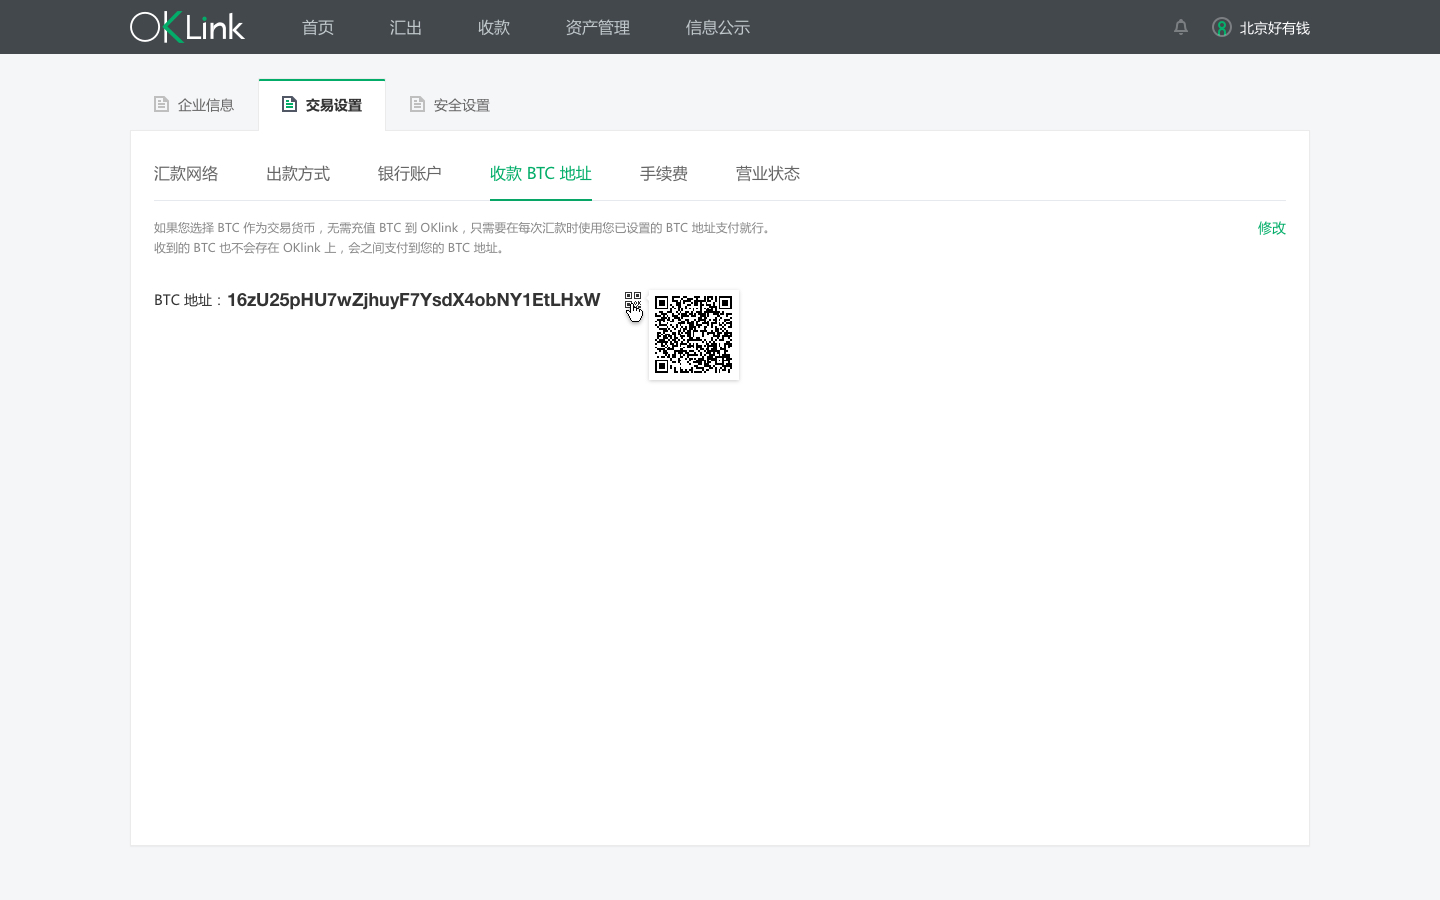 OKLink 首页 汇出 收款 资产管理 信息公示 北京好有钱
企业信息 交易设置 安全设置
汇款网络 出款方式 银行账户 收款 BTC 地址 手续费 营业状态
如果您选择 BTC 作为交易货币，无需充值 BTC 到 OKlink，只需要在每次汇款时使用您已设置的 BTC 地址支付就行。 修改
收到的 BTC 也不会存在 OKlink 上，会之间支付到您的 BTC 地址。
BTC 地址：16zU25pHU7wZjhuyF7YsdX4obNY1EtLHxW